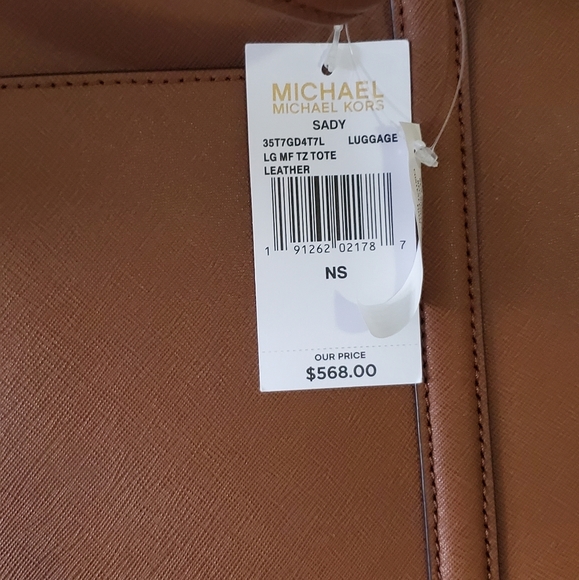 MICHAEL
MICHAEL KORS
SADY
35T7GD4T7L LUGGAGE
LG MF TZ TOTE
LEATHER
1 91262 02178 7
NS
OUR PRICE
$568.00